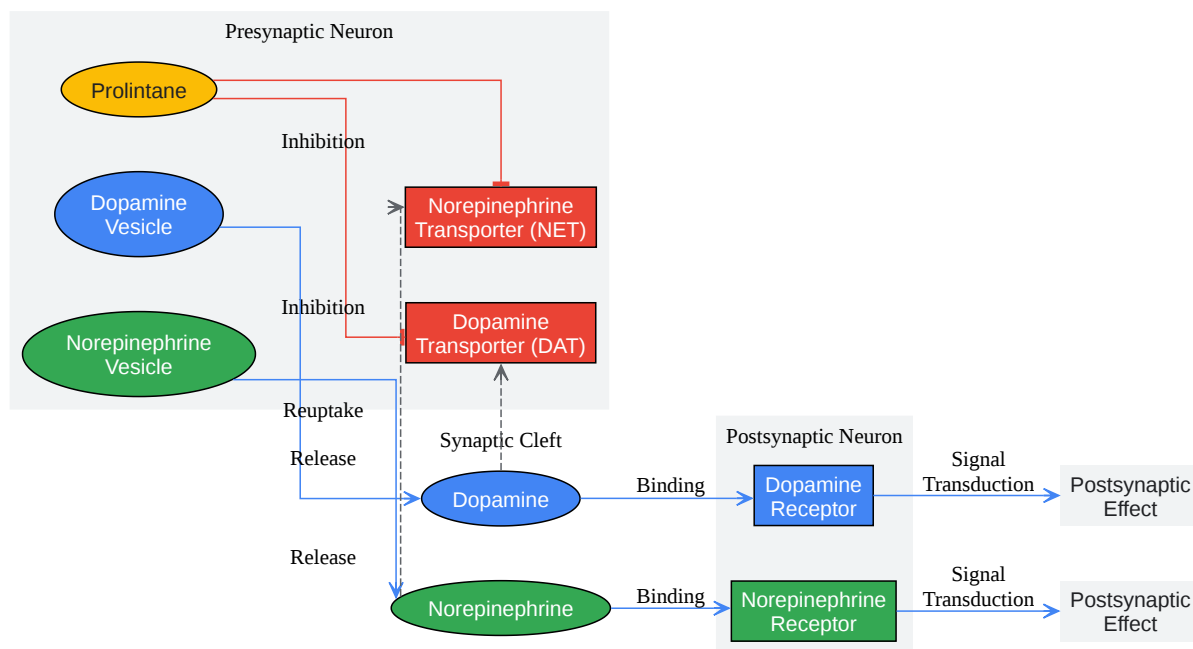 Presynaptic Neuron
Prolintane
Inhibition
Dopamine
Vesicle
Norepinephrine
Transporter (NET)
Inhibition
Dopamine
Transporter (DAT)
Norepinephrine
Vesicle
Reuptake
Synaptic Cleft
Postsynaptic Neuron
Release
Dopamine
Binding
Dopamine
Receptor
Signal
Transduction
Postsynaptic
Effect
Release
Norepinephrine
Binding
Norepinephrine
Receptor
Signal
Transduction
Postsynaptic
Effect